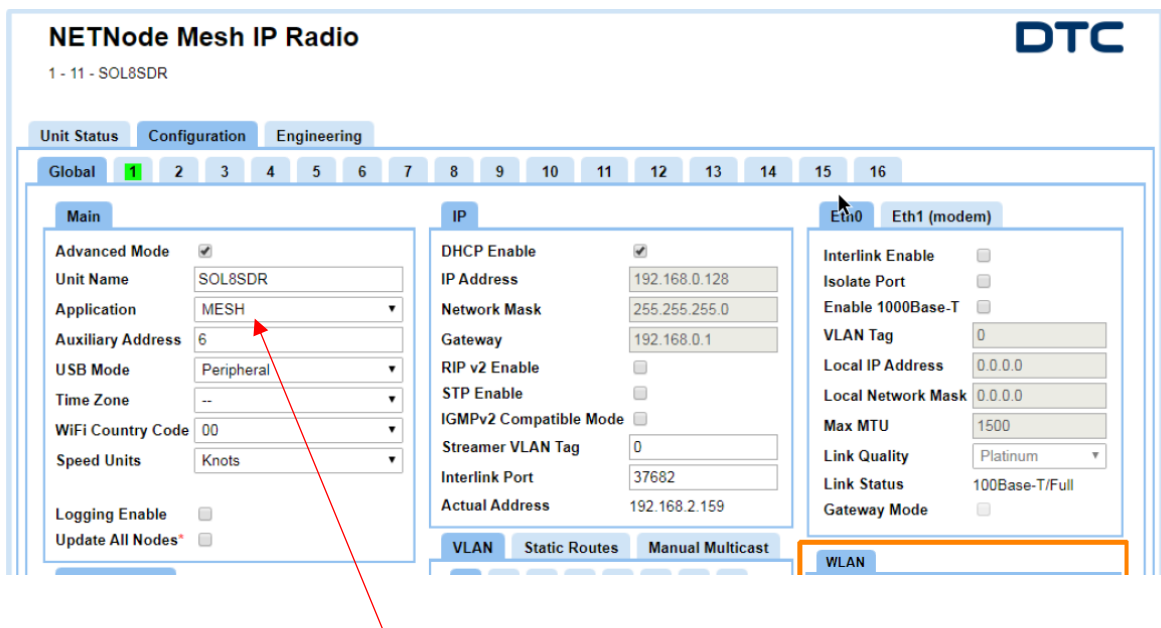 NETNode Mesh IP Radio
DTC
1 - 11 - SOL8SDR
Unit Status Configuration Engineering
Global 1 2 3 4 5 6 7 8 9 10 11 12 13 14 15 16
Main
Advanced Mode
Unit Name SOL8SDR
Application MESH
Auxiliary Address 6
USB Mode Peripheral
Time Zone --
WiFi Country Code 00
Speed Units Knots
Logging Enable
Update All Nodes*
IP
DHCP Enable
IP Address 192.168.0.128
Network Mask 255.255.255.0
Gateway 192.168.0.1
RIP v2 Enable
STP Enable
IGMPv2 Compatible Mode
Streamer VLAN Tag 0
Interlink Port 37682
Actual Address 192.168.2.159
VLAN Static Routes Manual Multicast
Eth0 Eth1 (modem)
Interlink Enable
Isolate Port
Enable 1000Base-T
VLAN Tag 0
Local IP Address 0.0.0.0
Local Network Mask 0.0.0.0
Max MTU 1500
Link Quality Platinum
Link Status 100Base-T/Full
Gateway Mode
WLAN